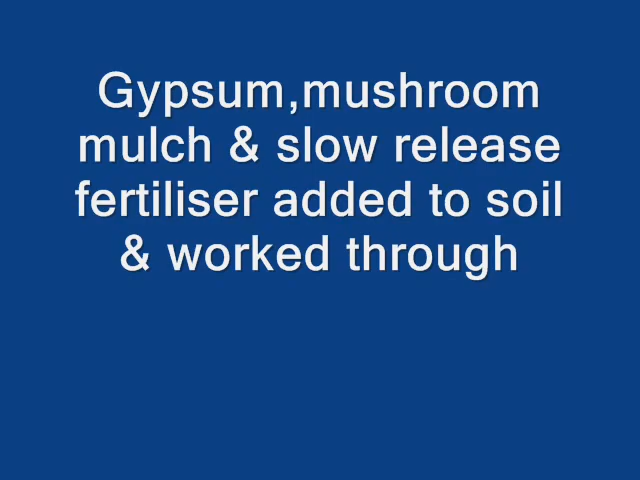 Gypsum,mushroom
mulch & slow release
fertiliser added to soil
& worked through